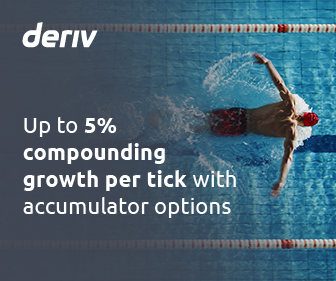 deriv
Up to 5%
compounding
growth per tick with
accumulator options